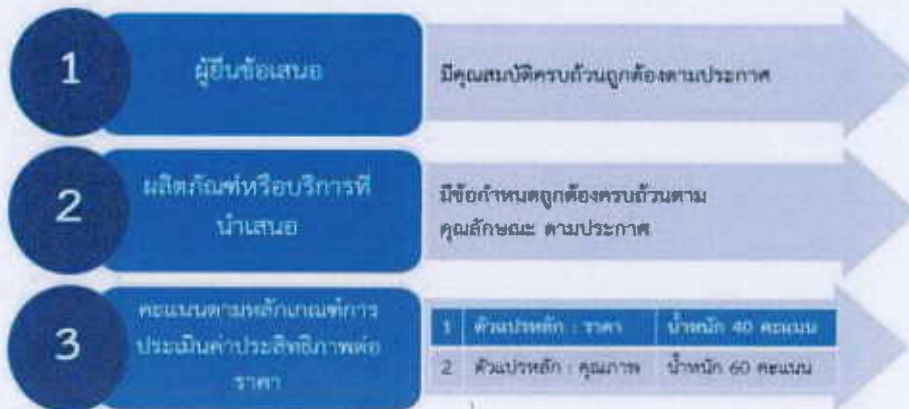 1
ผู้ยื่นข้อเสนอ
มีคุณสมบัติครบถ้วนถูกต้องตามประกาศ
2
ผลิตภัณฑ์หรือบริการที่
นำเสนอ
มีข้อกำหนดถูกต้องครบถ้วนตาม
คุณลักษณะ ตามประกาศ
3
คะแนนตามหลักเกณฑ์การ
ประเมินค่าประสิทธิภาพต่อ
ราคา
1 ตัวแปรหลัก : ราคา น้ำหนัก 40 คะแนน
2 ตัวแปรหลัก : คุณภาพ น้ำหนัก 60 คะแนน